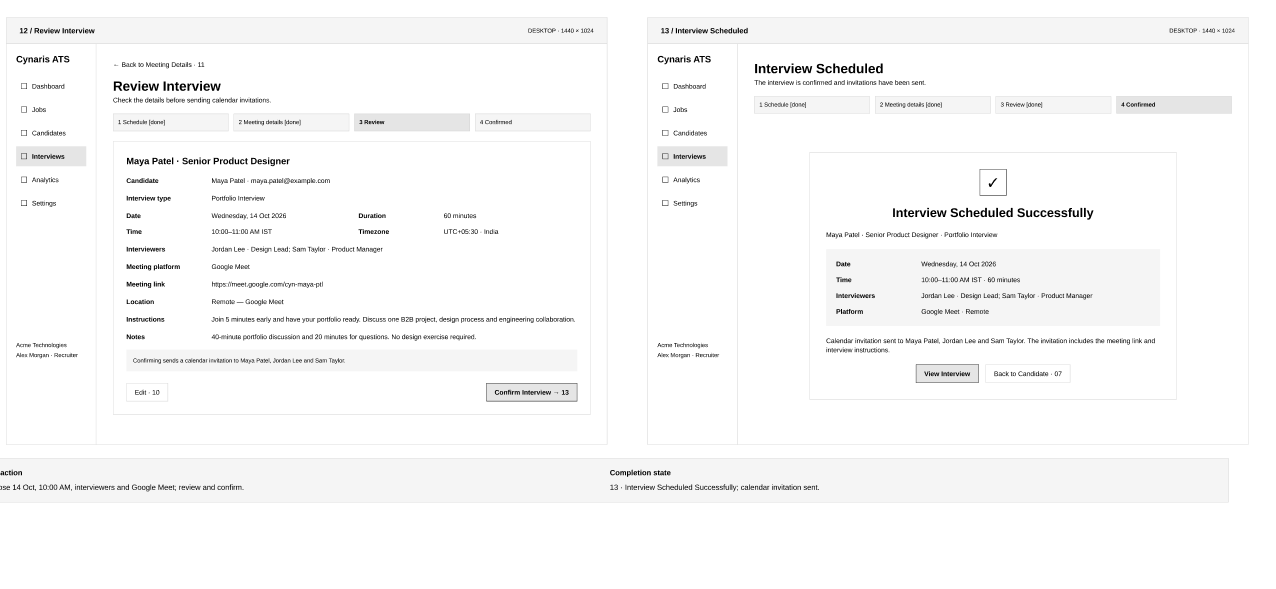 12 / Review Interview
DESKTOP · 1440 × 1024
Cynaris ATS
Dashboard
Jobs
Candidates
Interviews
Analytics
Settings
Acme Technologies
Alex Morgan · Recruiter
← Back to Meeting Details · 11
Review Interview
Check the details before sending calendar invitations.
1 Schedule [done]
2 Meeting details [done]
3 Review
4 Confirmed
Maya Patel · Senior Product Designer
Candidate Maya Patel · maya.patel@example.com
Interview type Portfolio Interview
Date Wednesday, 14 Oct 2026 Duration 60 minutes
Time 10:00–11:00 AM IST Timezone UTC+05:30 · India
Interviewers Jordan Lee · Design Lead; Sam Taylor · Product Manager
Meeting platform Google Meet
Meeting link https://meet.google.com/cyn-maya-ptl
Location Remote — Google Meet
Instructions Join 5 minutes early and have your portfolio ready. Discuss one B2B project, design process and engineering collaboration.
Notes 40-minute portfolio discussion and 20 minutes for questions. No design exercise required.
Confirming sends a calendar invitation to Maya Patel, Jordan Lee and Sam Taylor.
Edit · 10
Confirm Interview → 13
13 / Interview Scheduled
DESKTOP · 1440 × 1024
Cynaris ATS
Dashboard
Jobs
Candidates
Interviews
Analytics
Settings
Acme Technologies
Alex Morgan · Recruiter
Interview Scheduled
The interview is confirmed and invitations have been sent.
1 Schedule [done]
2 Meeting details [done]
3 Review [done]
4 Confirmed
✓
Interview Scheduled Successfully
Maya Patel · Senior Product Designer · Portfolio Interview
Date Wednesday, 14 Oct 2026
Time 10:00–11:00 AM IST · 60 minutes
Interviewers Jordan Lee · Design Lead; Sam Taylor · Product Manager
Platform Google Meet · Remote
Calendar invitation sent to Maya Patel, Jordan Lee and Sam Taylor. The invitation includes the meeting link and
interview instructions.
View Interview
Back to Candidate · 07
14 Oct, 10:00 AM, interviewers and Google Meet; review and confirm.
Completion state
13 · Interview Scheduled Successfully; calendar invitation sent.